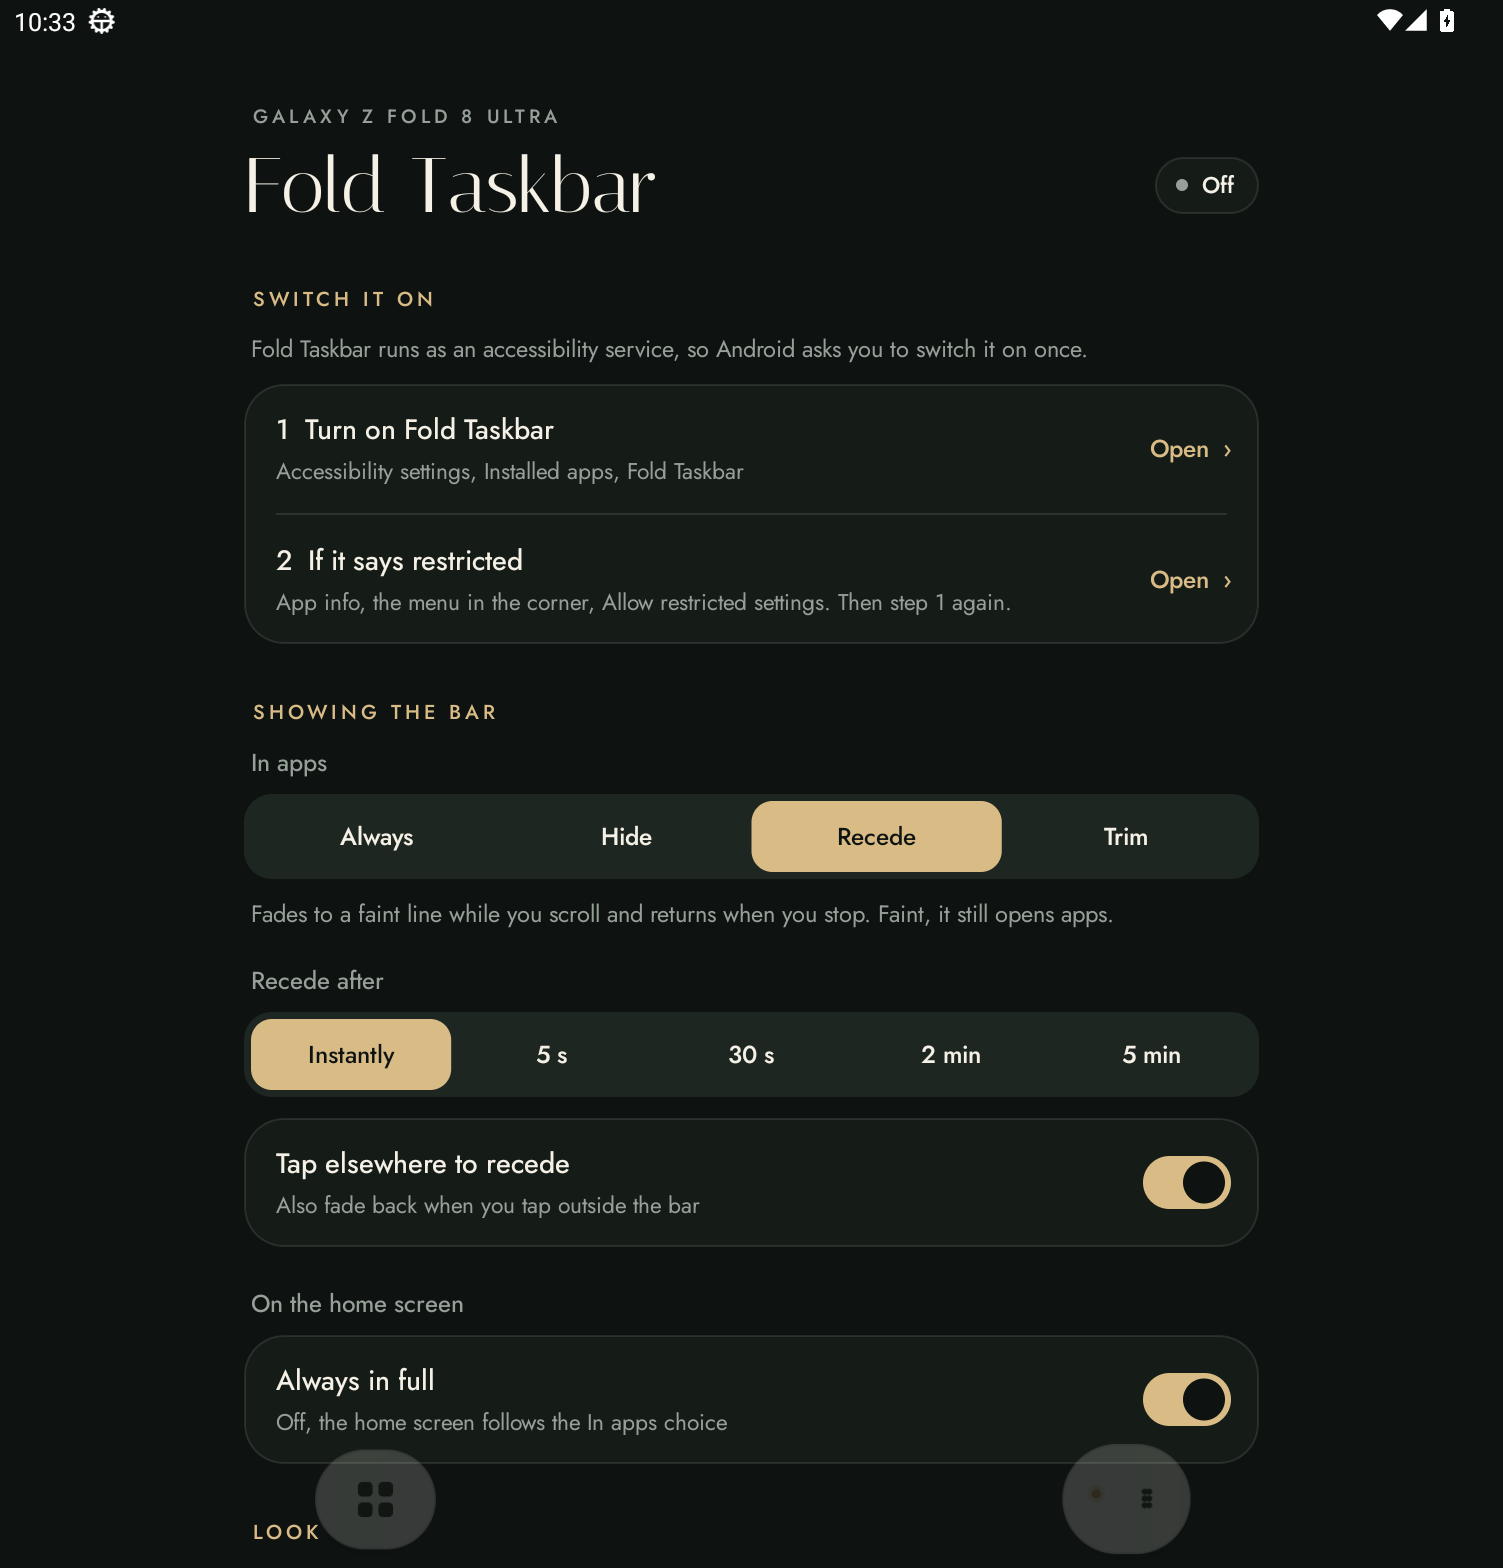 10:33
GALAXY Z FOLD 8 ULTRA
Fold Taskbar
Off
SWITCH IT ON
Fold Taskbar runs as an accessibility service, so Android asks you to switch it on once.
1 Turn on Fold Taskbar
Accessibility settings, Installed apps, Fold Taskbar
Open ›
2 If it says restricted
App info, the menu in the corner, Allow restricted settings. Then step 1 again.
Open ›
SHOWING THE BAR
In apps
Always Hide Recede Trim
Fades to a faint line while you scroll and returns when you stop. Faint, it still opens apps.
Recede after
Instantly 5 s 30 s 2 min 5 min
Tap elsewhere to recede
Also fade back when you tap outside the bar
On the home screen
Always in full
Off, the home screen follows the In apps choice
LOOK